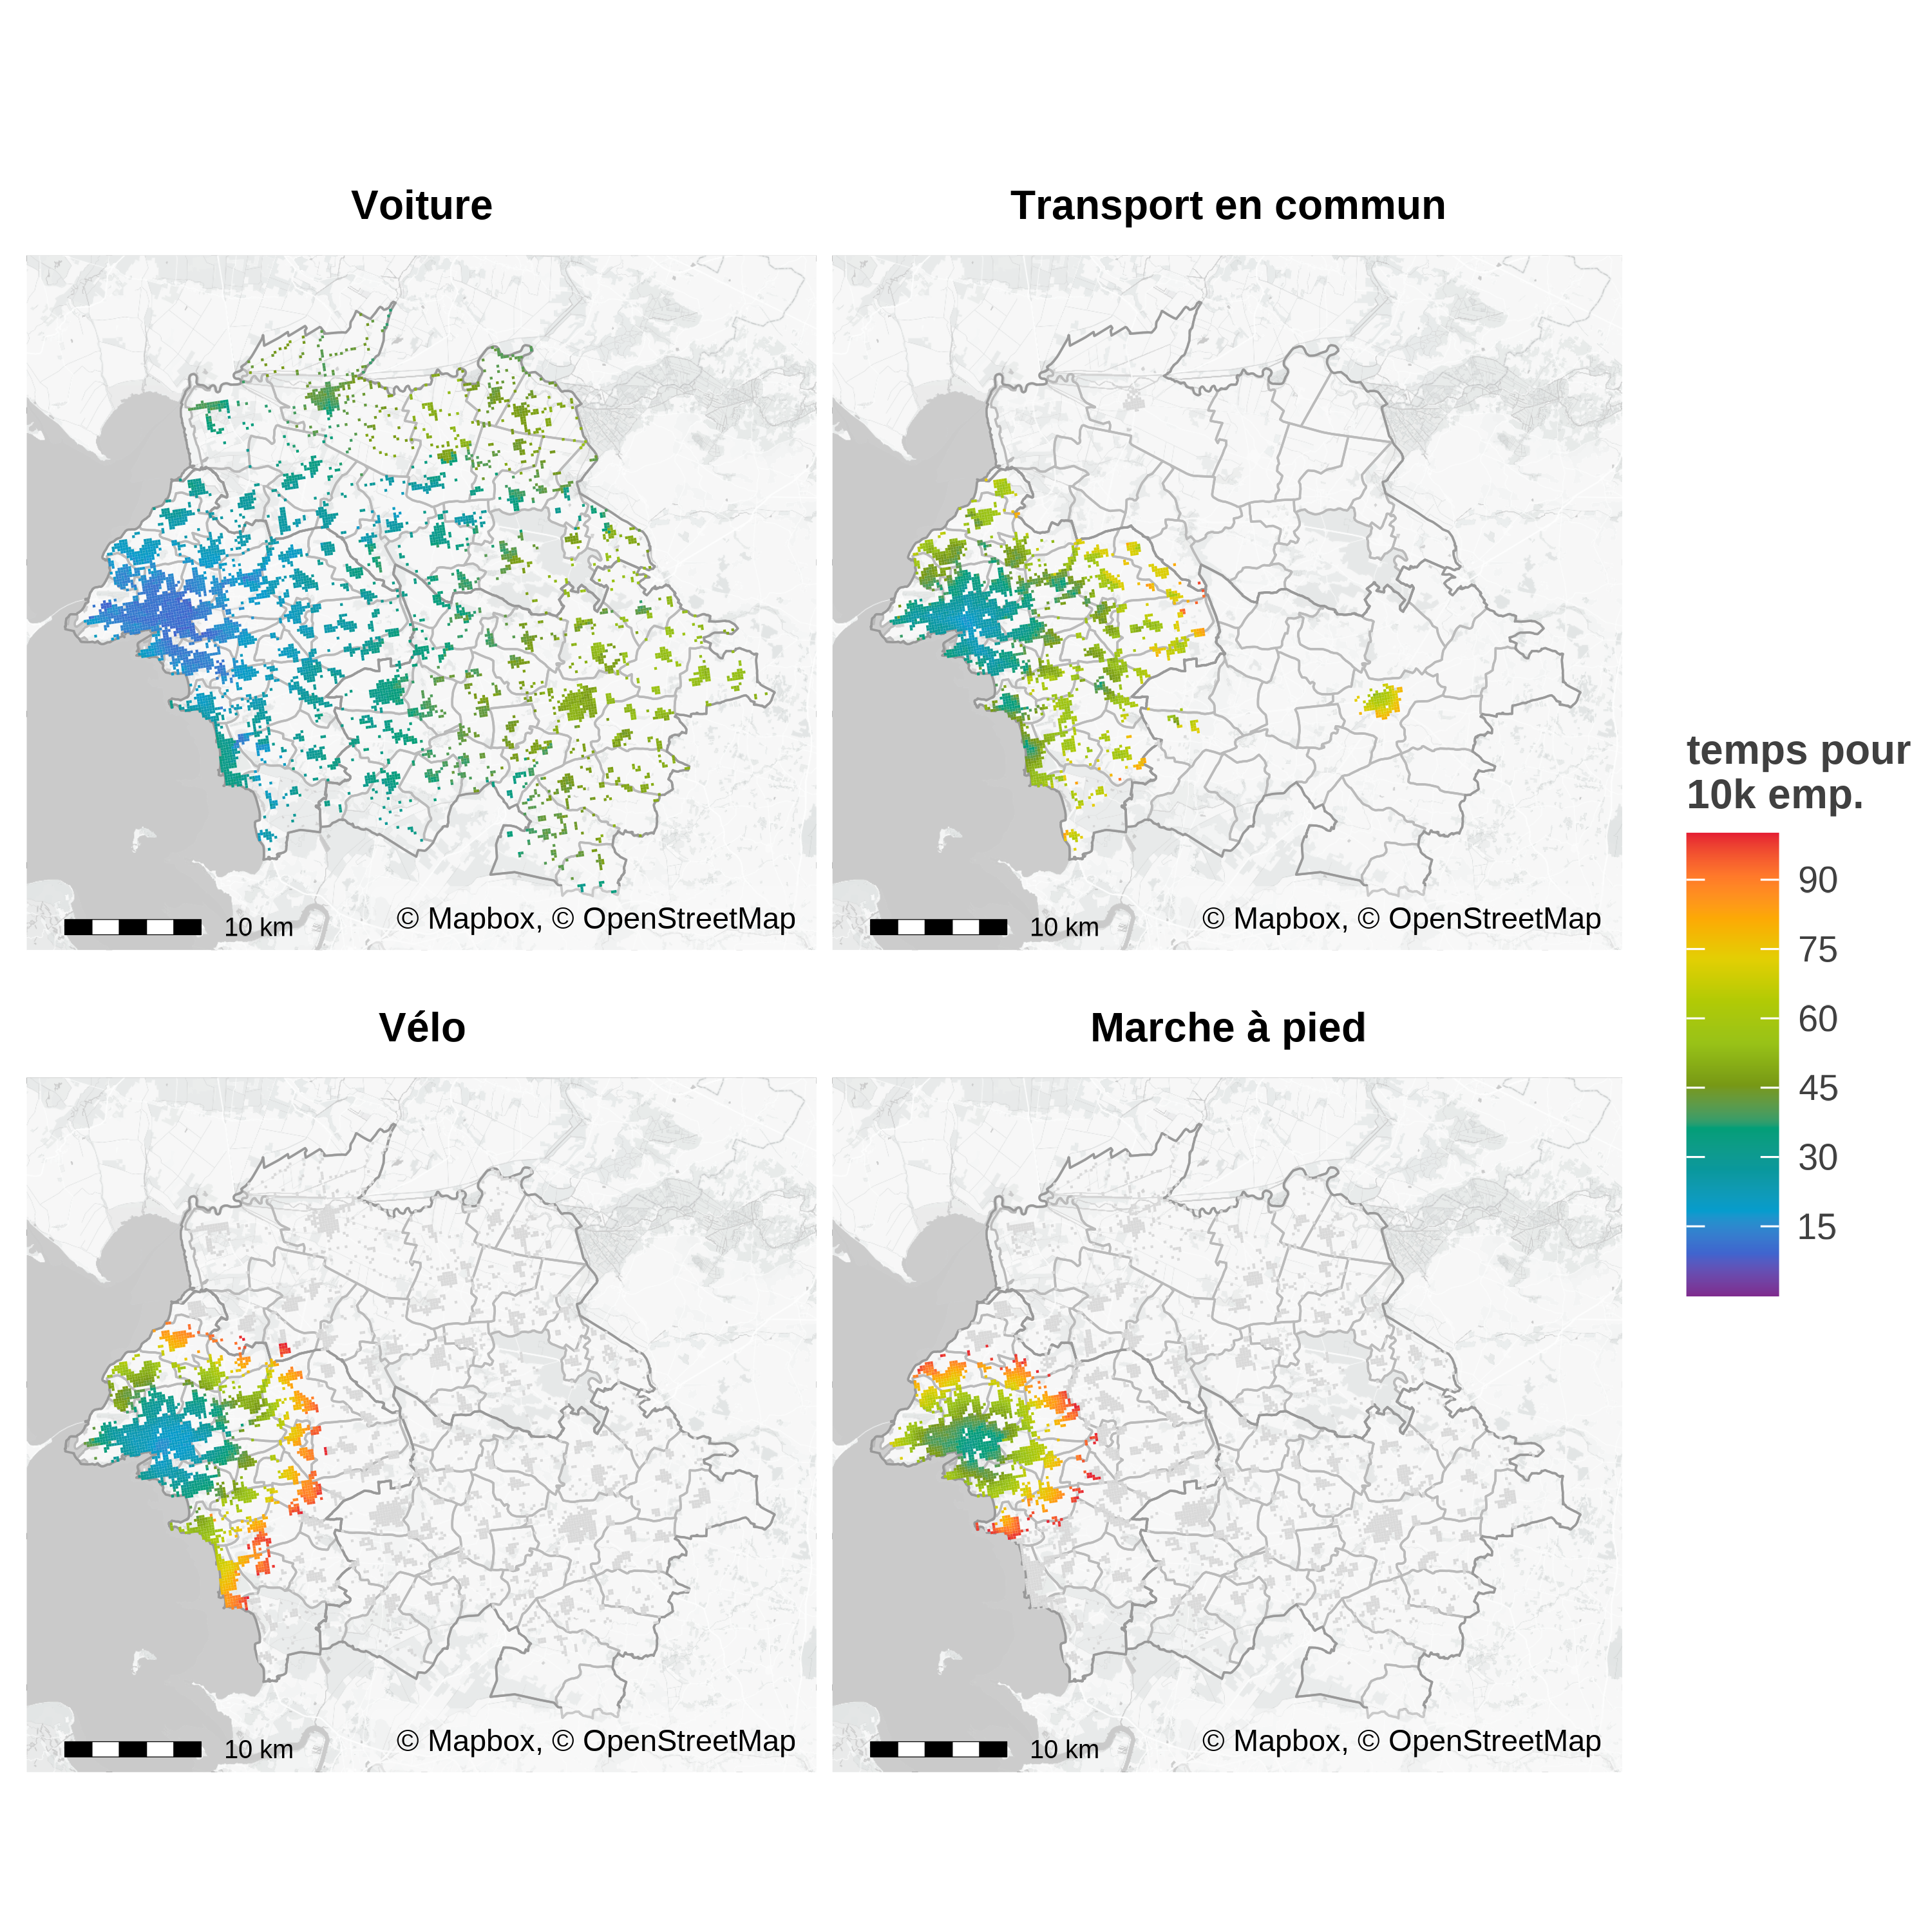 Voiture
Transport en commun
10 km
© Mapbox, © OpenStreetMap
10 km
© Mapbox, © OpenStreetMap
Vélo
Marche à pied
10 km
© Mapbox, © OpenStreetMap
10 km
© Mapbox, © OpenStreetMap
temps pour
10k emp.
90
75
60
45
30
15